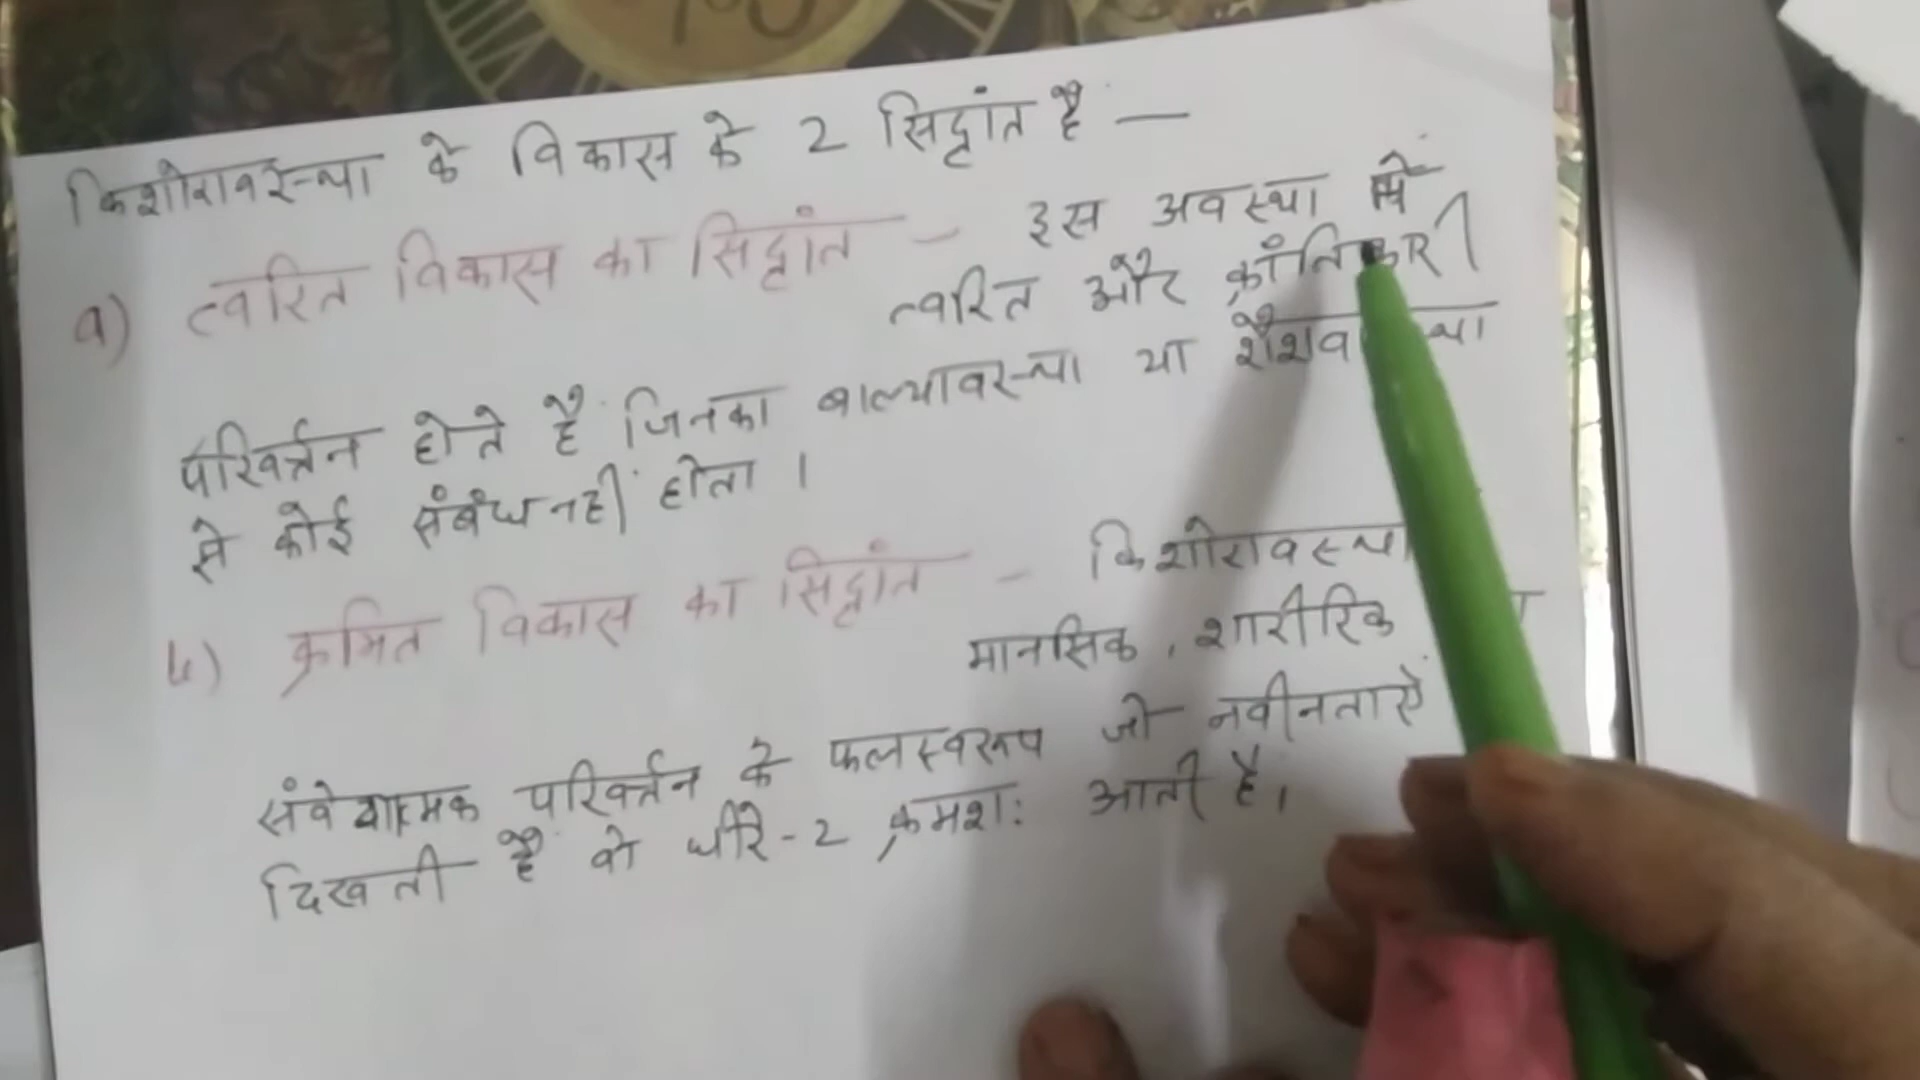 किशोरावस्था के विकास के 2 सिद्धांत है —
a) त्वरित विकास का सिद्धांत - इस अवस्था में
त्वरित और क्रांतिकारी
परिवर्तन होते हैं जिनका बाल्यावस्था या
से कोई संबंध नहीं होता ।
b) क्रमित विकास का सिद्धांत - किशोरावस्था
मानसिक, शारीरिक
संवेगात्मक परिवर्तन के फलस्वरूप जो नवीनताऐं
दिखती हैं वो धीरे-2 क्रमश: आती है।